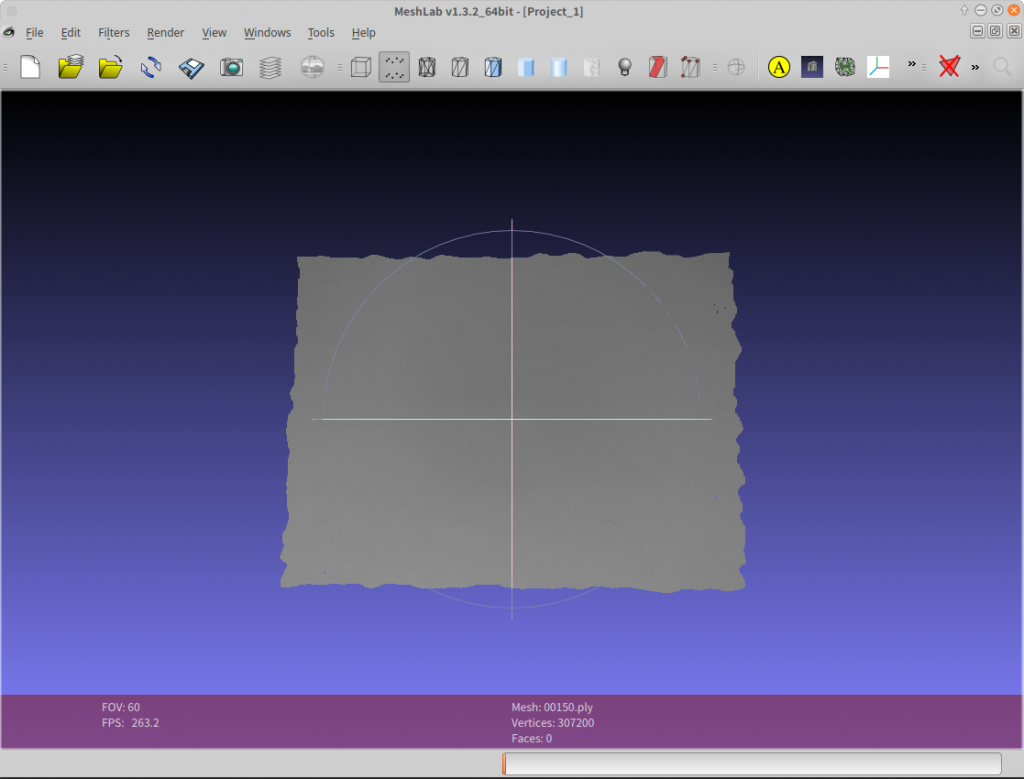 MeshLab v1.3.2_64bit - [Project_1]
File Edit Filters Render View Windows Tools Help
A
FOV: 60
FPS: 263.2
Mesh: 00150.ply
Vertices: 307200
Faces: 0